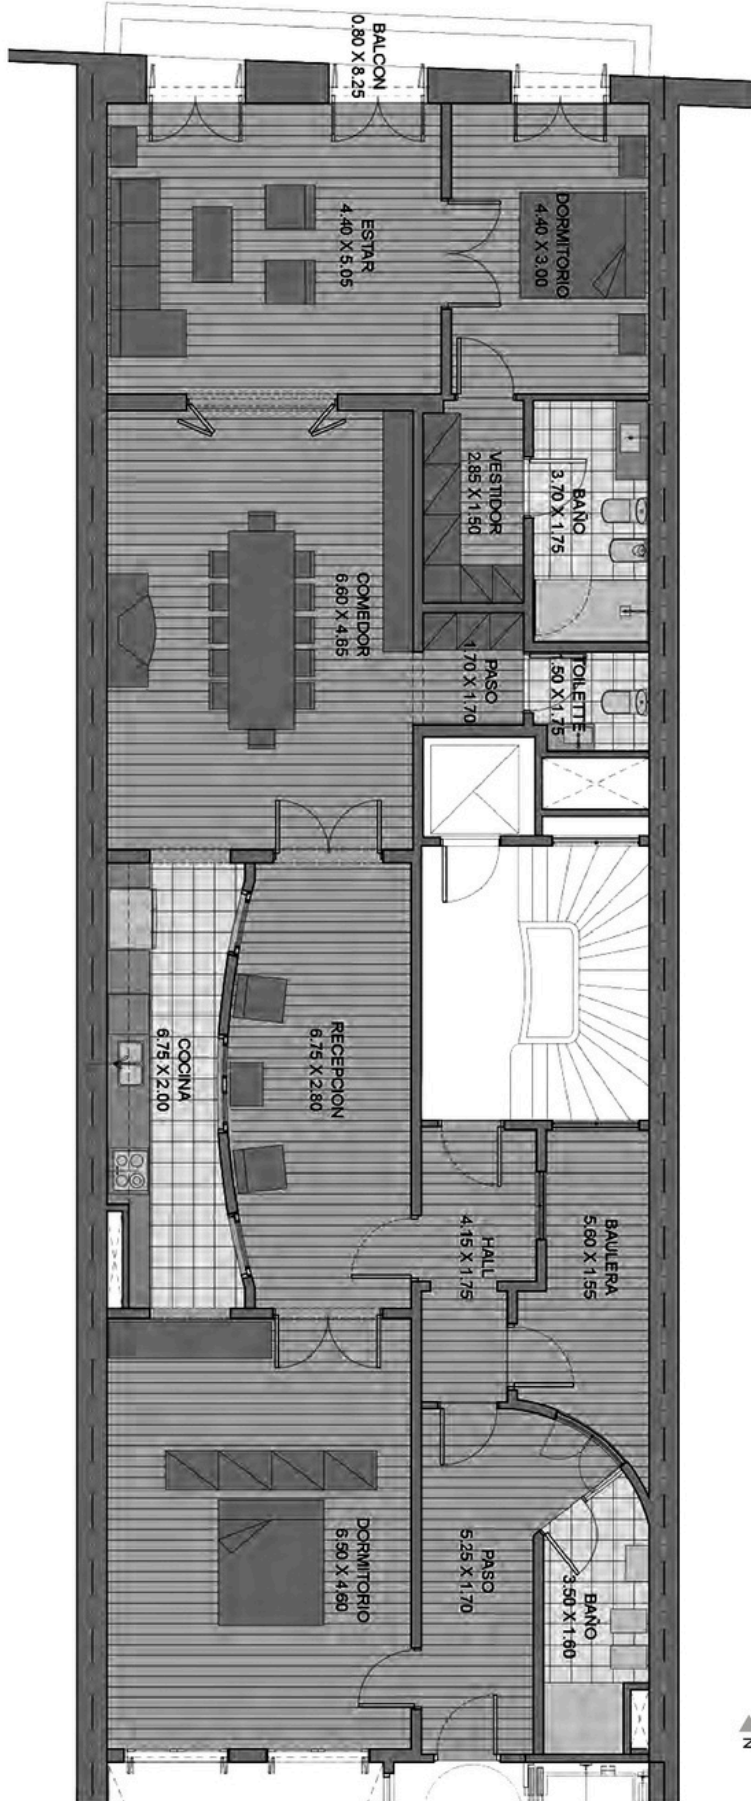 BALCON
0.80 X 8.25
DORMITORIO
4.40 X 3.00
ESTAR
4.40 X 5.05
BAÑO
3.70 X 1.75
VESTIDOR
2.85 X 1.50
COMEDOR
6.60 X 4.65
TOILETTE
1.50 X 1.75
PASO
1.70 X 1.70
RECEPCION
6.75 X 2.80
COCINA
6.75 X 2.00
BAULERA
5.60 X 1.55
HALL
4.15 X 1.75
DORMITORIO
6.50 X 4.60
PASO
5.25 X 1.70
BAÑO
3.50 X 1.60
N